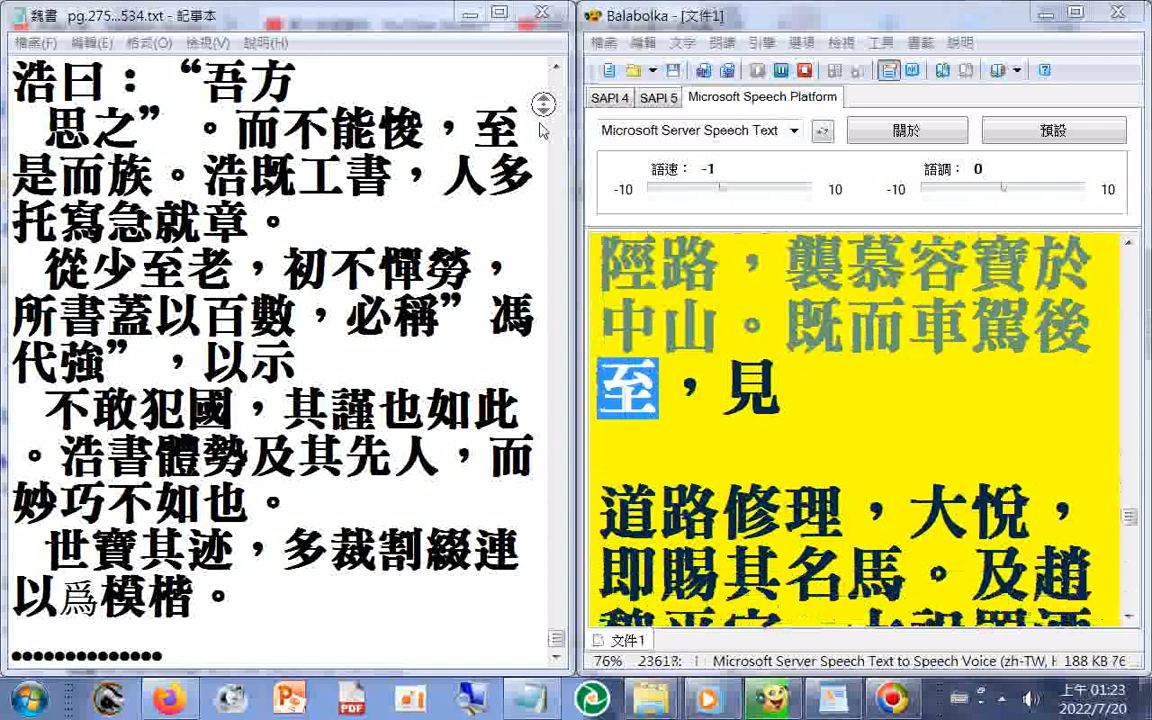 魏書 pg.275...534.txt - 記事本
檔案(F) 編輯(E) 格式(O) 檢視(V) 說明(H)
浩曰：“吾方
思之”。而不能悛，至
是而族。浩既工書，人多
托寫急就章。
從少至老，初不憚勞，
所書蓋以百數，必稱”馮
代強”，以示
不敢犯國，其謹也如此
。浩書體勢及其先人，而
妙巧不如也。
世寶其迹，多裁割綴連
以爲模楷。
••••••••••••••
Balabolka - [文件1]
檔案 編輯 文字 朗讀 引擎 選項 檢視 工具 書籤 說明
SAPI 4 SAPI 5 Microsoft Speech Platform
Microsoft Server Speech Text 關於 預設
語速： -1 語調： 0
-10 10 -10 10
陘路，襲慕容寶於
中山。既而車駕後
至，見
道路修理，大悅，
即賜其名馬。及趙
文件1
76% Microsoft Server Speech Text to Speech Voice (zh-TW, H 188 KB 76
PDF
上午 01:23
2022/7/20